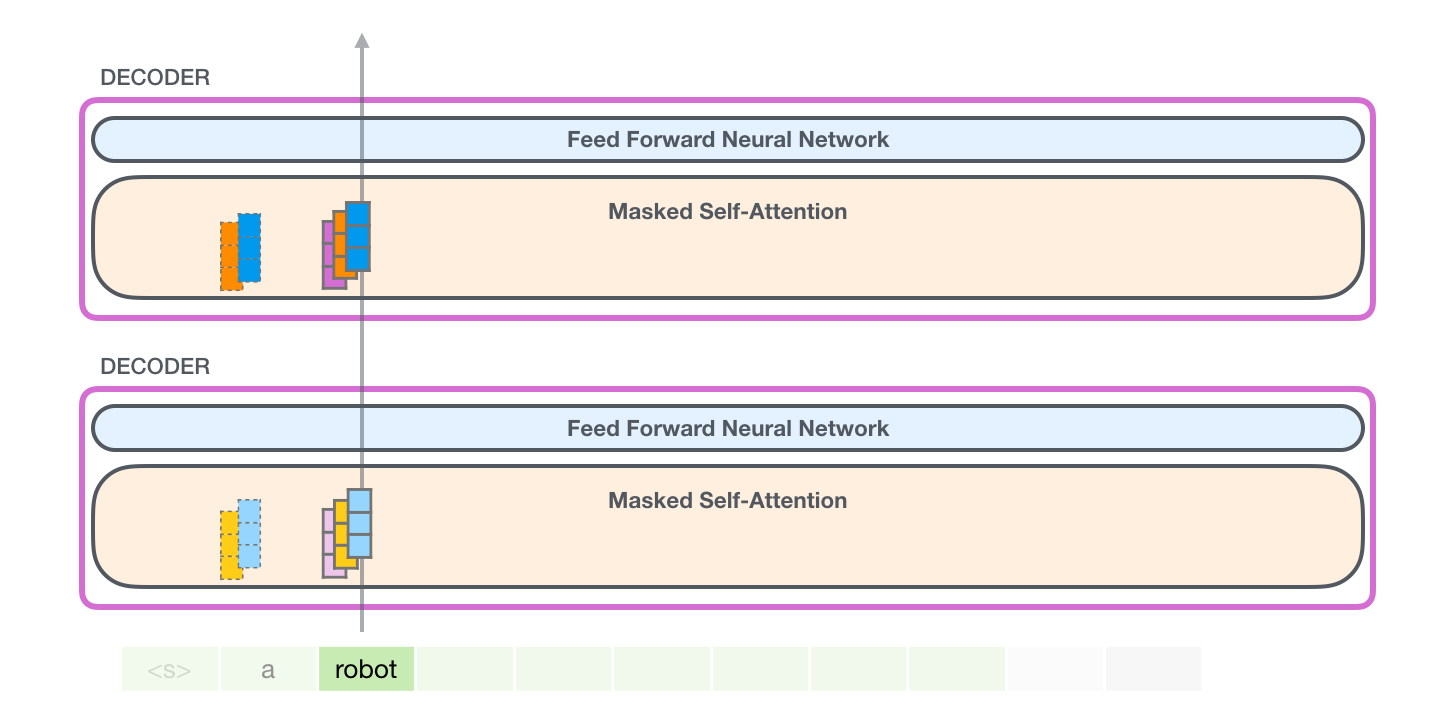 DECODER
Feed Forward Neural Network
Masked Self-Attention
DECODER
Feed Forward Neural Network
Masked Self-Attention
<s> a robot